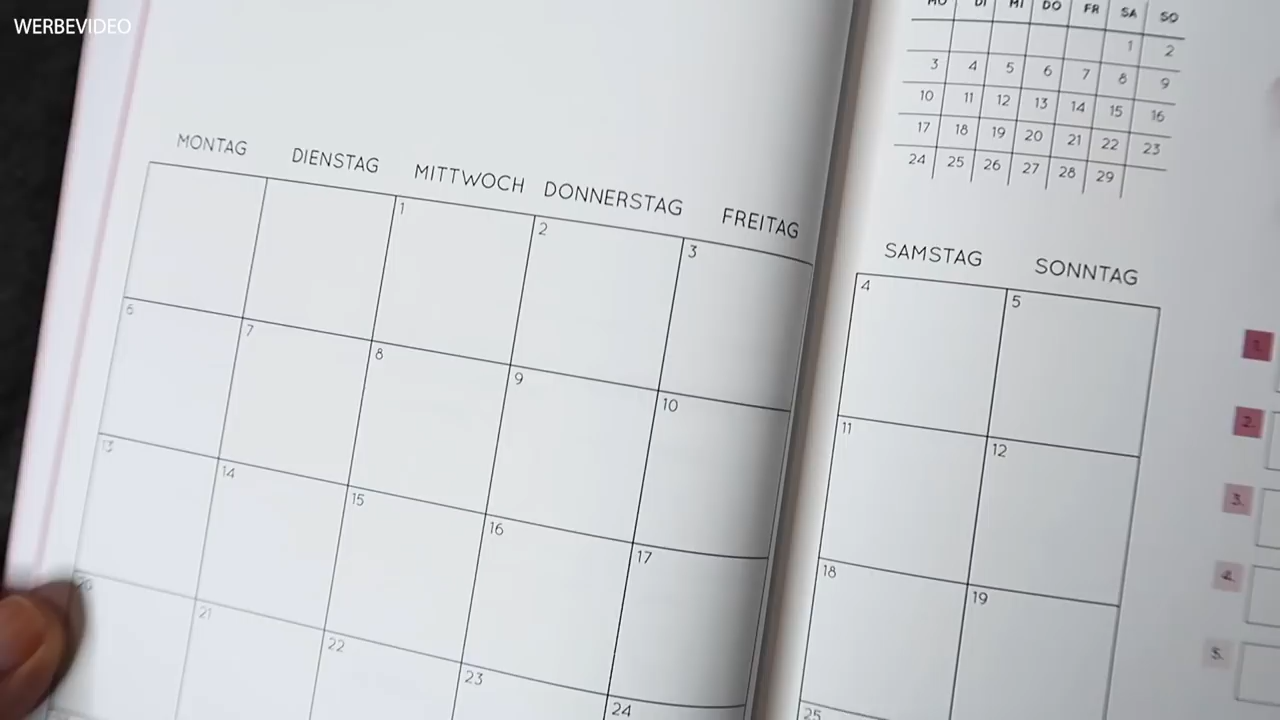 WERBEVIDEO
MO DI MI DO FR SA SO
1 2
3 4 5 6 7 8 9
10 11 12 13 14 15 16
17 18 19 20 21 22 23
24 25 26 27 28 29
MONTAG DIENSTAG MITTWOCH DONNERSTAG FREITAG SAMSTAG SONNTAG
1 2 3 4 5
6 7 8 9 10 11 12
13 14 15 16 17 18 19
20 21 22 23 24 25
1.
2.
3.
4.
5.